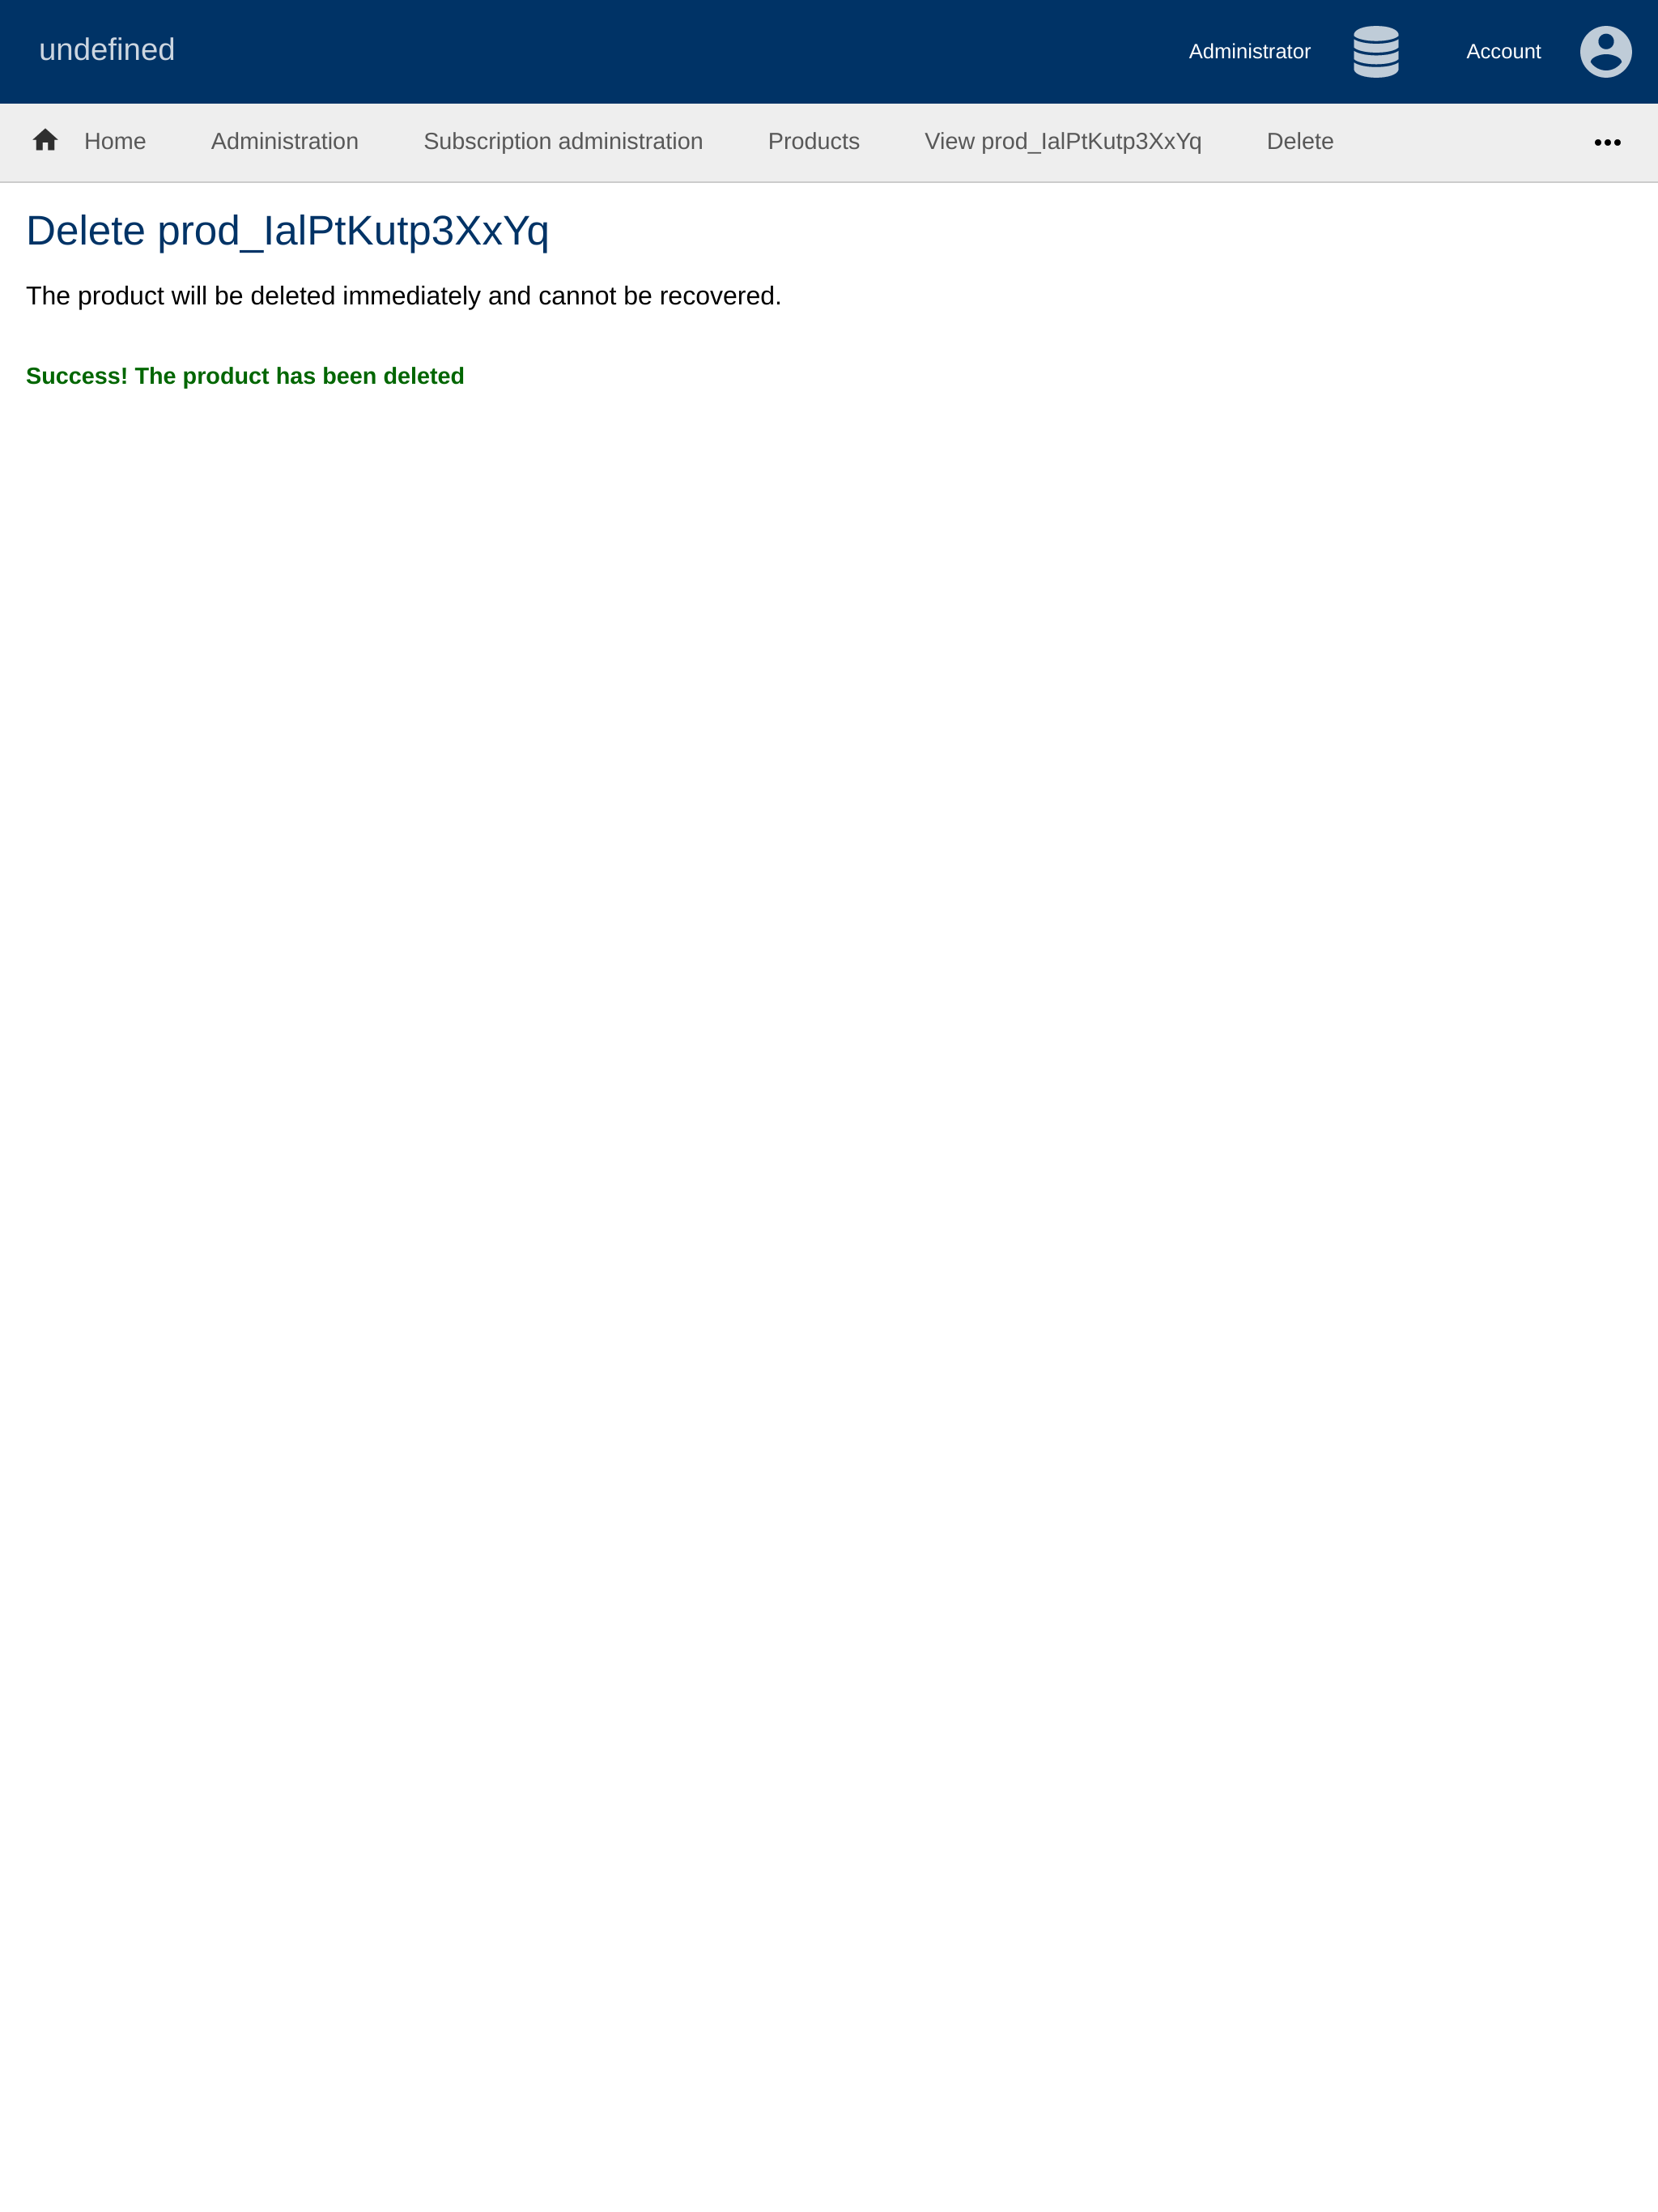 undefined
Administrator
Account
Home
Administration
Subscription administration
Products
View prod_IalPtKutp3XxYq
Delete
Delete prod_IalPtKutp3XxYq
The product will be deleted immediately and cannot be recovered.
Success! The product has been deleted